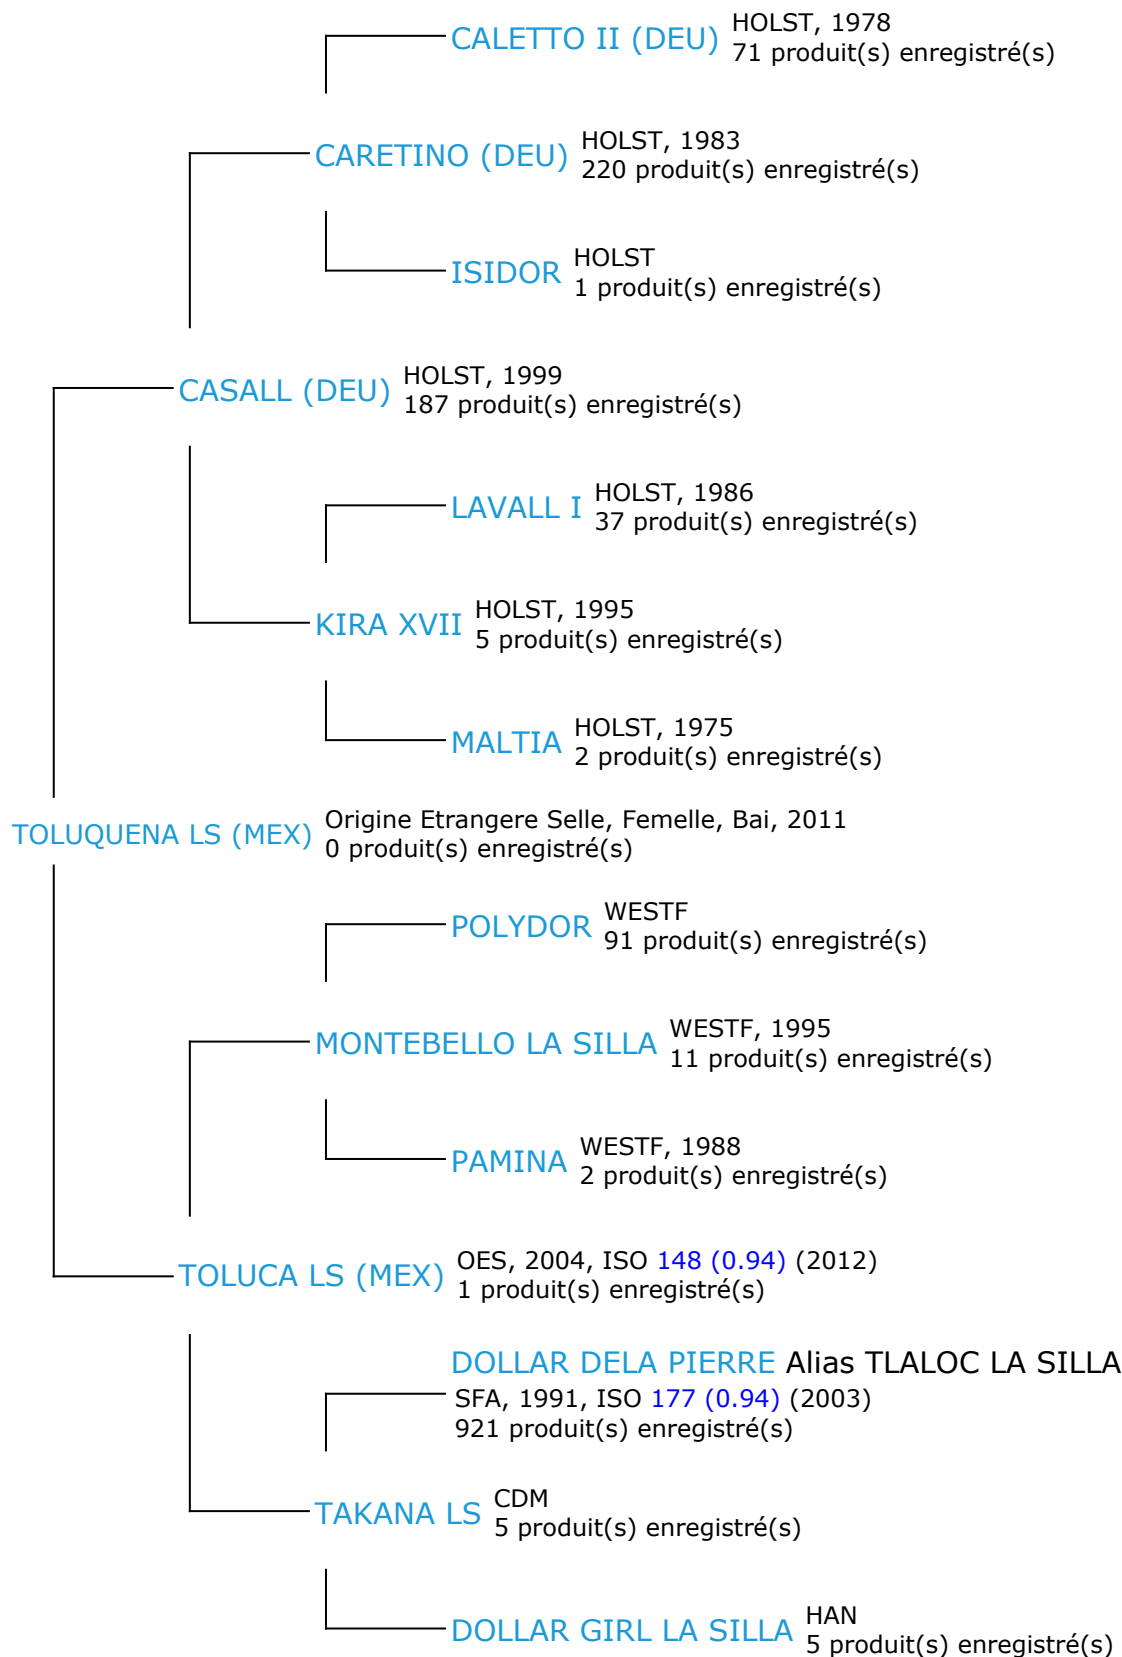 CALETTO II (DEU) HOLST, 1978
71 produit(s) enregistré(s)
CARETINO (DEU) HOLST, 1983
220 produit(s) enregistré(s)
ISIDOR HOLST
1 produit(s) enregistré(s)
CASALL (DEU) HOLST, 1999
187 produit(s) enregistré(s)
LAVALL I HOLST, 1986
37 produit(s) enregistré(s)
KIRA XVII HOLST, 1995
5 produit(s) enregistré(s)
MALTIA HOLST, 1975
2 produit(s) enregistré(s)
TOLUQUENA LS (MEX) Origine Etrangere Selle, Femelle, Bai, 2011
0 produit(s) enregistré(s)
POLYDOR WESTF
91 produit(s) enregistré(s)
MONTEBELLO LA SILLA WESTF, 1995
11 produit(s) enregistré(s)
PAMINA WESTF, 1988
2 produit(s) enregistré(s)
TOLUCA LS (MEX) OES, 2004, ISO 148 (0.94) (2012)
1 produit(s) enregistré(s)
DOLLAR DELA PIERRE Alias TLALOC LA SILLA
SFA, 1991, ISO 177 (0.94) (2003)
921 produit(s) enregistré(s)
TAKANA LS CDM
5 produit(s) enregistré(s)
DOLLAR GIRL LA SILLA HAN
5 produit(s) enregistré(s)